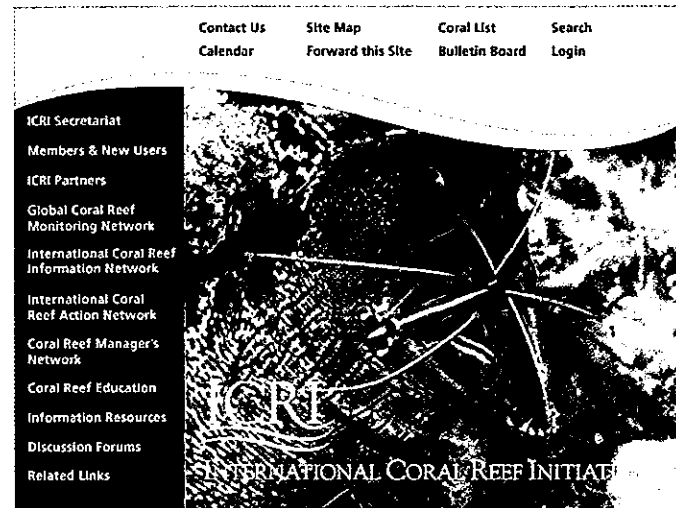 Contact Us Site Map Coral List Search
Calendar Forward this Site Bulletin Board Login
ICRI Secretariat
Members & New Users
ICRI Partners
Global Coral Reef
Monitoring Network
International Coral Reef
Information Network
International Coral
Reef Action Network
Coral Reef Manager's
Network
Coral Reef Education
Information Resources
Discussion Forums
Related Links
ICRI
INTERNATIONAL CORAL REEF INITIAT